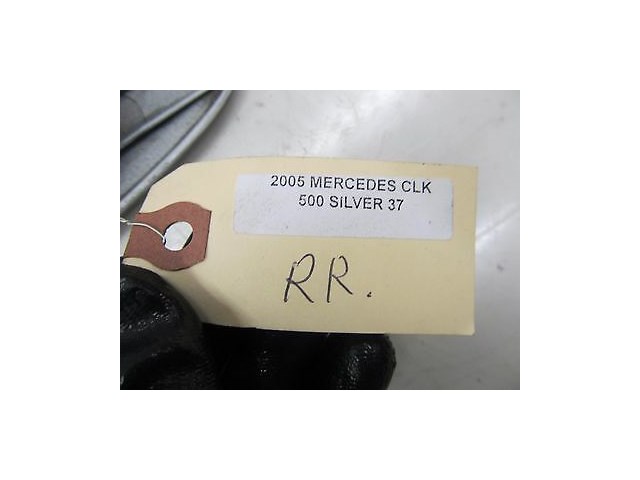 2005 MERCEDES CLK
500 SILVER 37
RR.